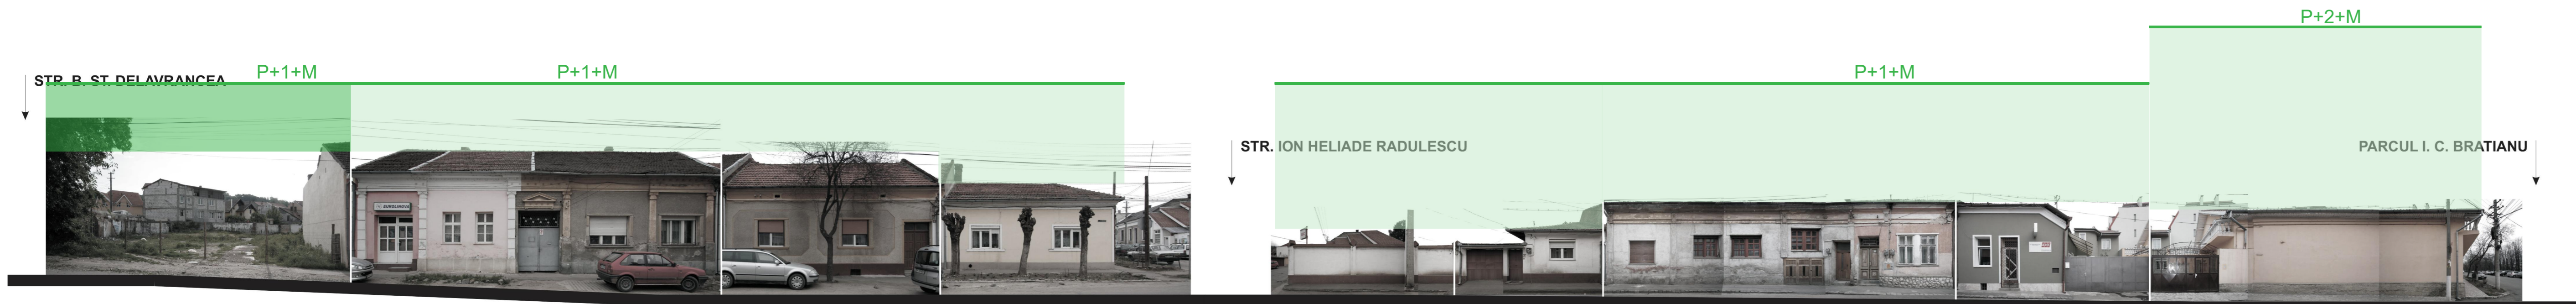 P+2+M
P+1+M
P+1+M
P+1+M
STR. B. ST. DELAVRANCEA
STR. ION HELIADE RADULESCU
PARCUL I. C. BRATIANU